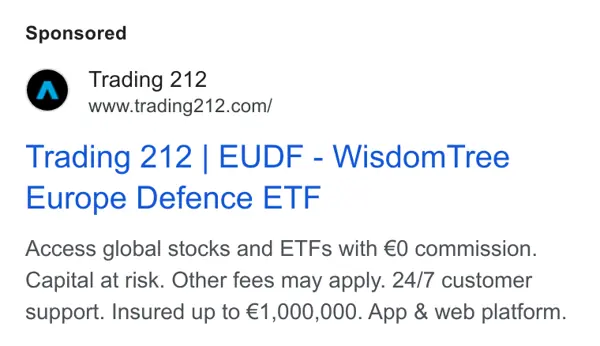 Sponsored
Trading 212
www.trading212.com/
Trading 212 | EUDF - WisdomTree
Europe Defence ETF
Access global stocks and ETFs with €0 commission.
Capital at risk. Other fees may apply. 24/7 customer
support. Insured up to €1,000,000. App & web platform.